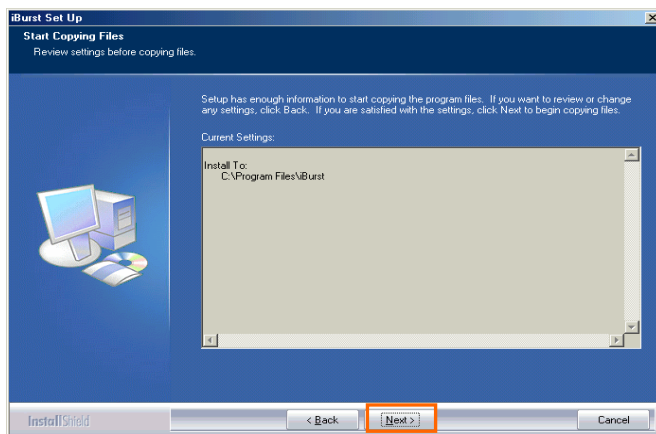 iBurst Set Up
Start Copying Files
Review settings before copying files.
Setup has enough information to start copying the program files. If you want to review or change
any settings, click Back. If you are satisfied with the settings, click Next to begin copying files.
Current Settings:
Install To:
C:\Program Files\iBurst
InstallShield
< Back
Next >
Cancel